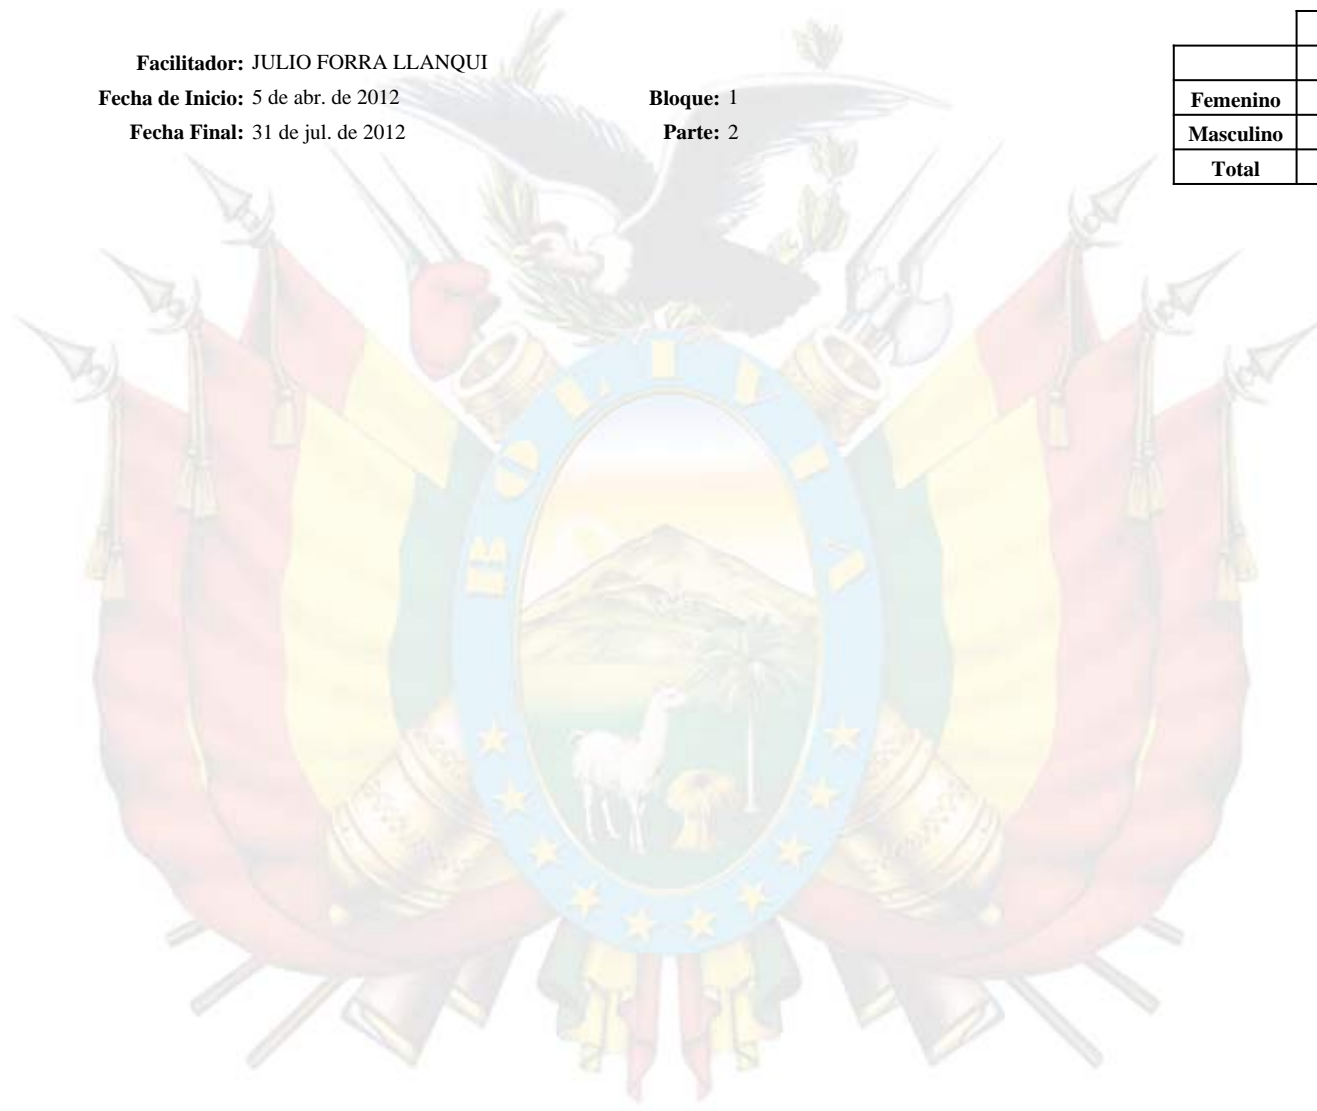 Facilitador: JULIO FORRA LLANQUI
Fecha de Inicio: 5 de abr. de 2012 Bloque: 1
Fecha Final: 31 de jul. de 2012 Parte: 2
Femenino
Masculino
Total
BOLIVIA